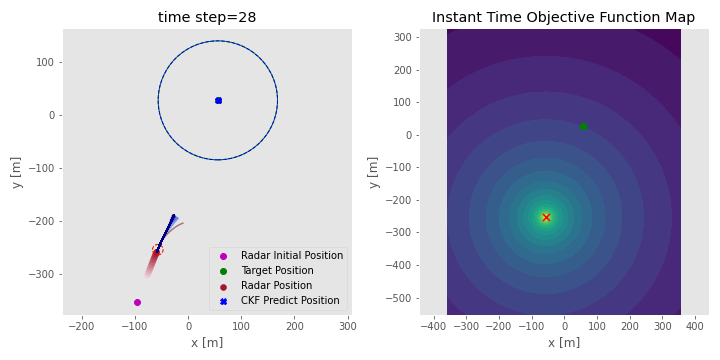 time step=28
Instant Time Objective Function Map
y [m]
100
0
−100
−200
−300
−200
−100
0
100
200
300
x [m]
Radar Initial Position
Target Position
Radar Position
CKF Predict Position
y [m]
300
200
100
0
−100
−200
−300
−400
−500
−400
−300
−200
−100
0
100
200
300
400
x [m]